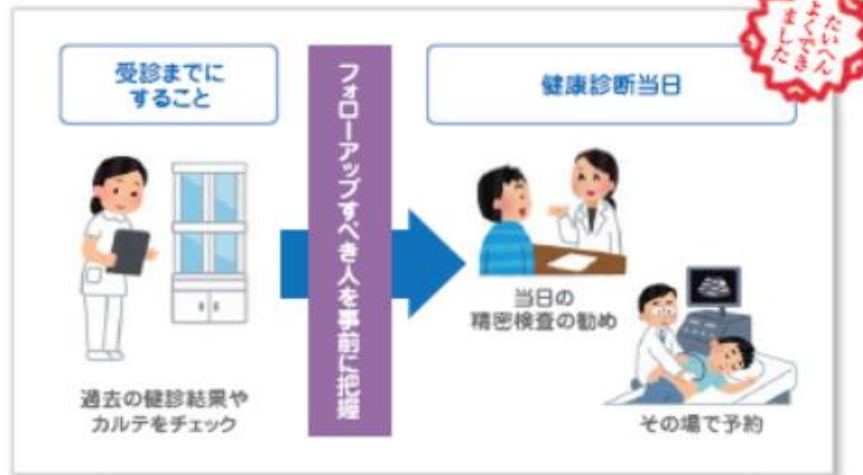 たいへん
よくでき
ました
受診までに
すること
フォローアップすべき人を事前に把握
健康診断当日
過去の健診結果や
カルテをチェック
当日の
精密検査の勧め
その場で予約